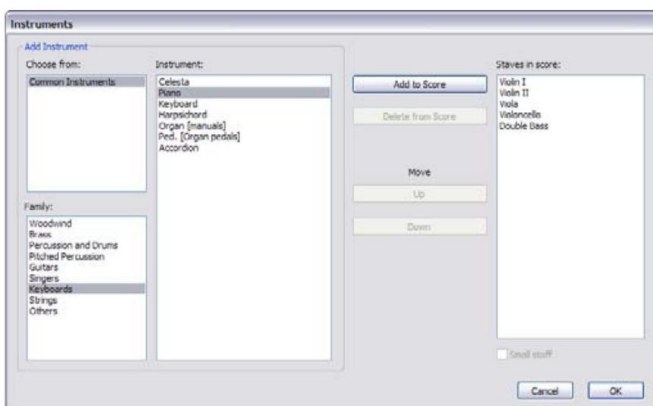 Instruments
Add Instrument
Choose from:
Common Instruments
Family:
Woodwind
Brass
Percussion and Drums
Pitched Percussion
Guitars
Singers
Keyboards
Strings
Others
Instrument:
Celesta
Piano
Keyboard
Harpsichord
Organ [manuals]
Ped. [Organ pedals]
Accordion
Add to Score
Delete from Score
Move
Up
Down
Staves in score:
Violin I
Violin II
Viola
Violoncello
Double Bass
Small staff
Cancel
OK